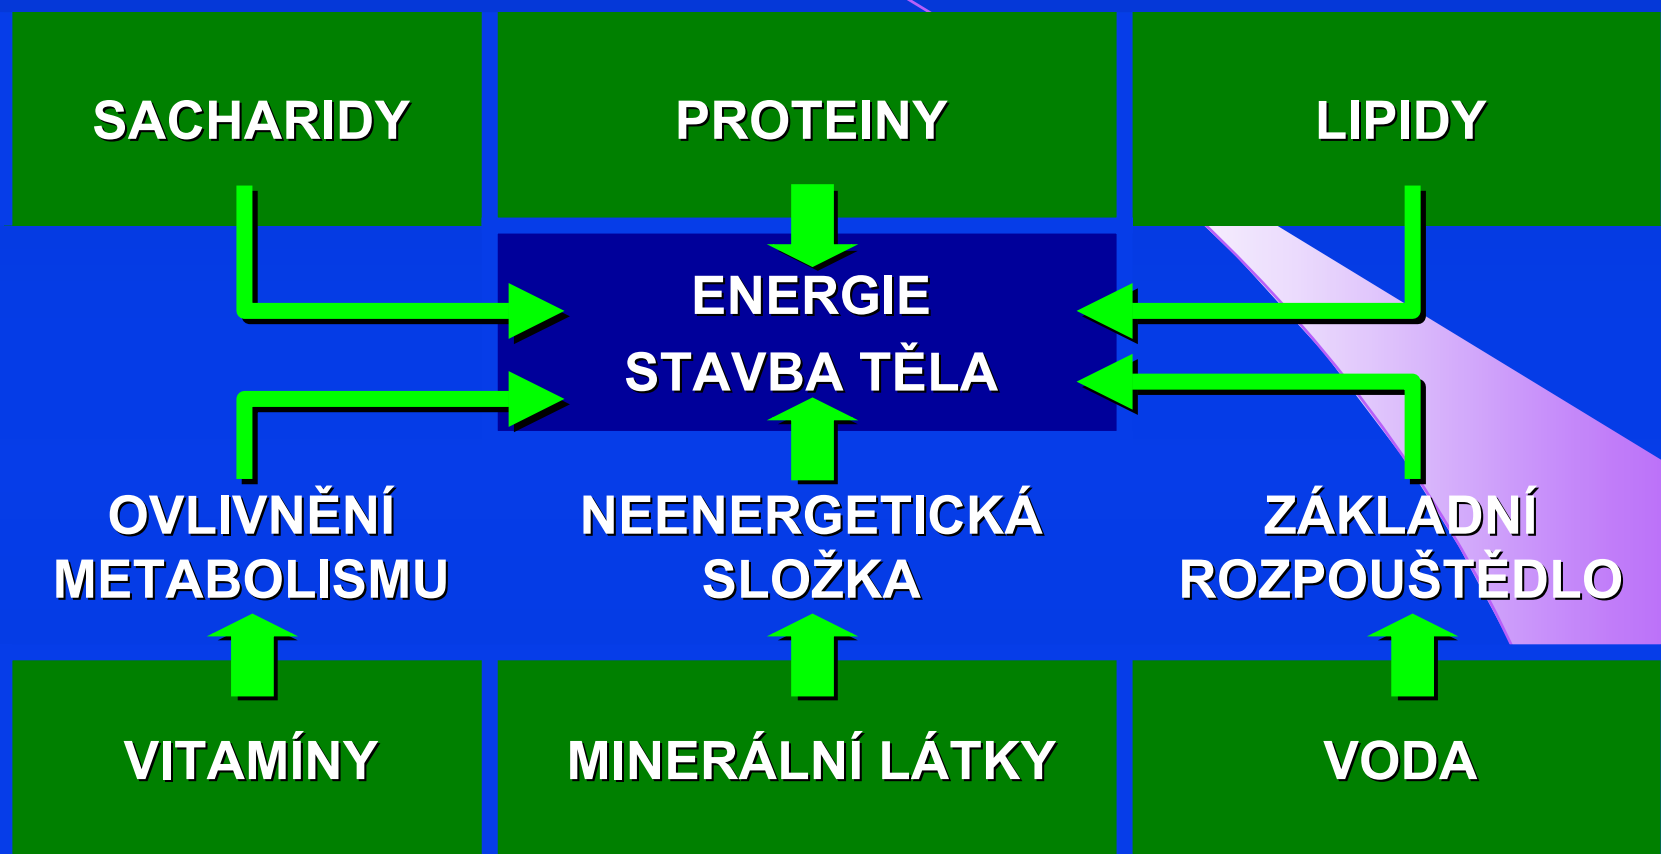 SACHARIDY
PROTEINY
LIPIDY
ENERGIE
STAVBA TĚLA
OVLIVNĚNÍ
METABOLISMU
NEENERGETICKÁ
SLOŽKA
ZÁKLADNÍ
ROZPOUŠTĚDLO
VITAMÍNY
MINERÁLNÍ LÁTKY
VODA